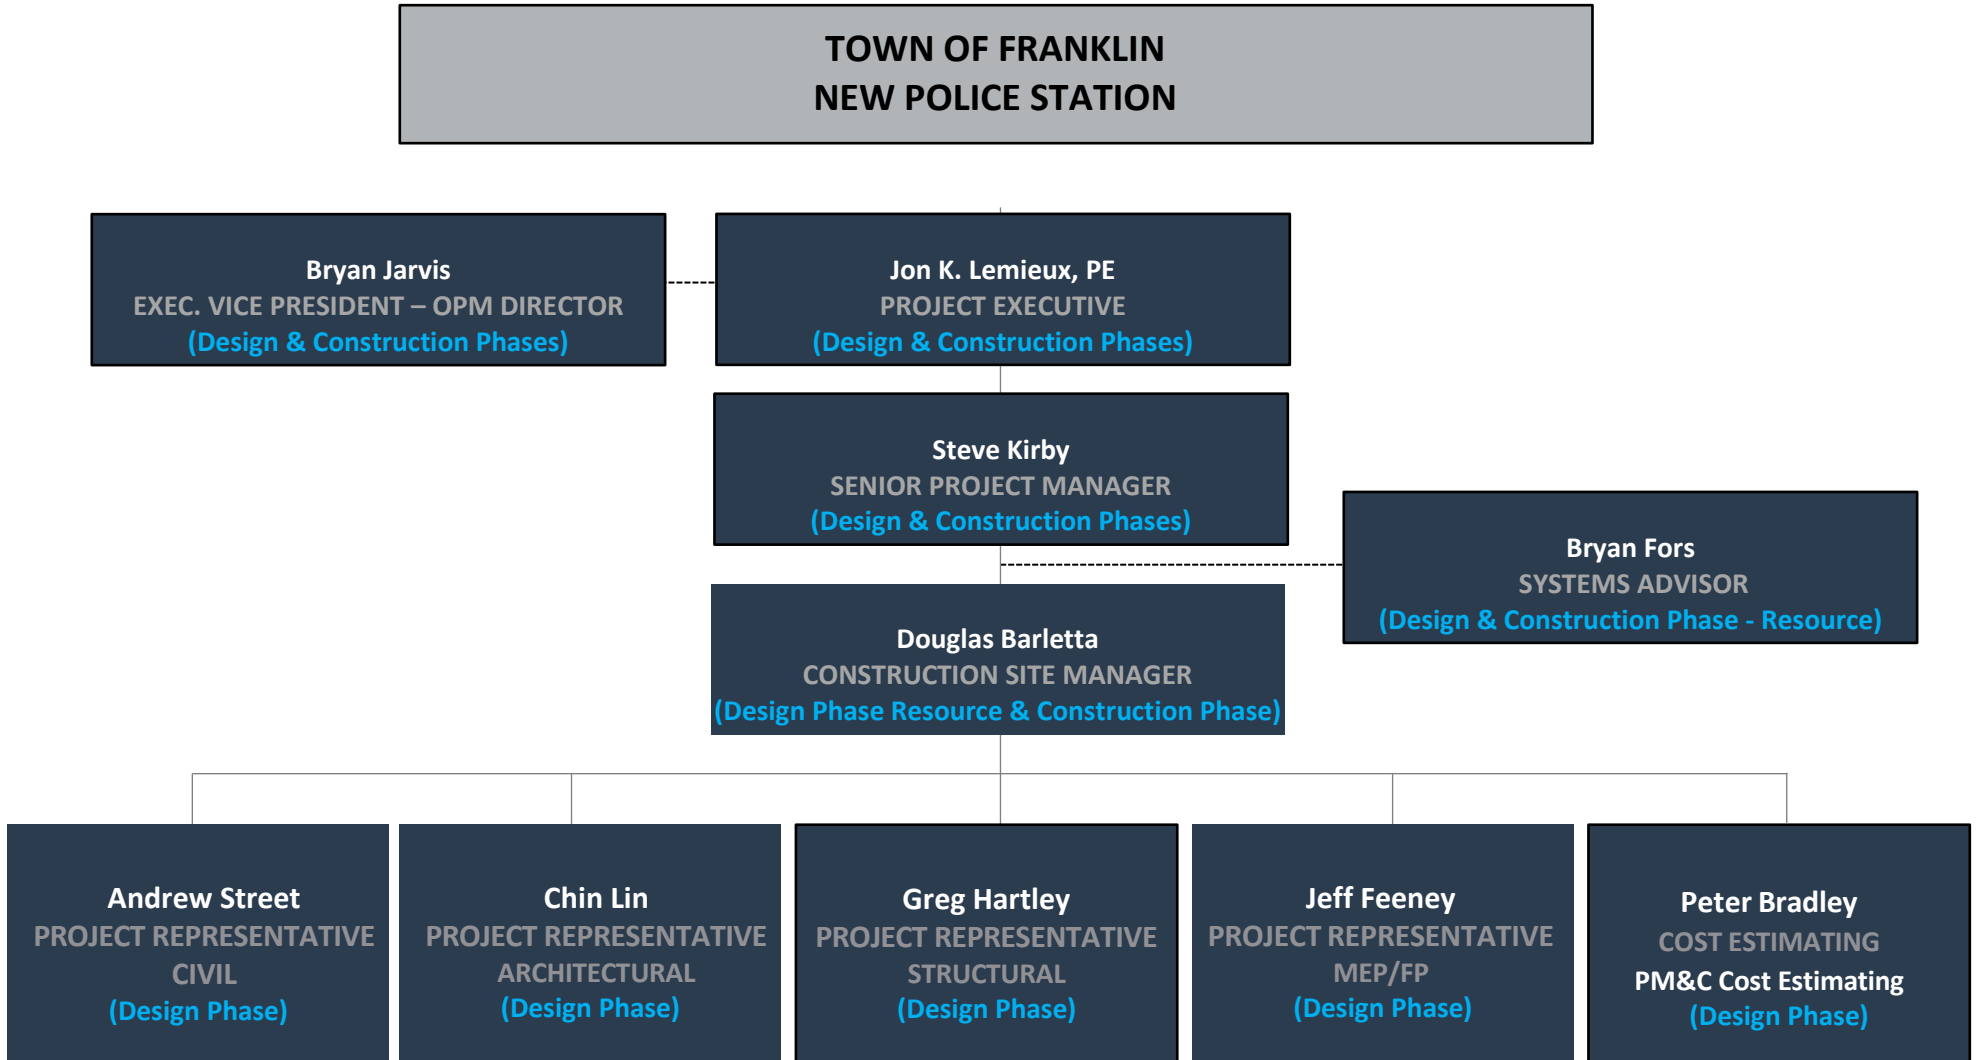 TOWN OF FRANKLIN
NEW POLICE STATION
Bryan Jarvis
EXEC. VICE PRESIDENT – OPM DIRECTOR
(Design & Construction Phases)
Jon K. Lemieux, PE
PROJECT EXECUTIVE
(Design & Construction Phases)
Steve Kirby
SENIOR PROJECT MANAGER
(Design & Construction Phases)
Bryan Fors
SYSTEMS ADVISOR
(Design & Construction Phase - Resource)
Douglas Barletta
CONSTRUCTION SITE MANAGER
(Design Phase Resource & Construction Phase)
Andrew Street
PROJECT REPRESENTATIVE
CIVIL
(Design Phase)
Chin Lin
PROJECT REPRESENTATIVE
ARCHITECTURAL
(Design Phase)
Greg Hartley
PROJECT REPRESENTATIVE
STRUCTURAL
(Design Phase)
Jeff Feeney
PROJECT REPRESENTATIVE
MEP/FP
(Design Phase)
Peter Bradley
COST ESTIMATING
PM&C Cost Estimating
(Design Phase)